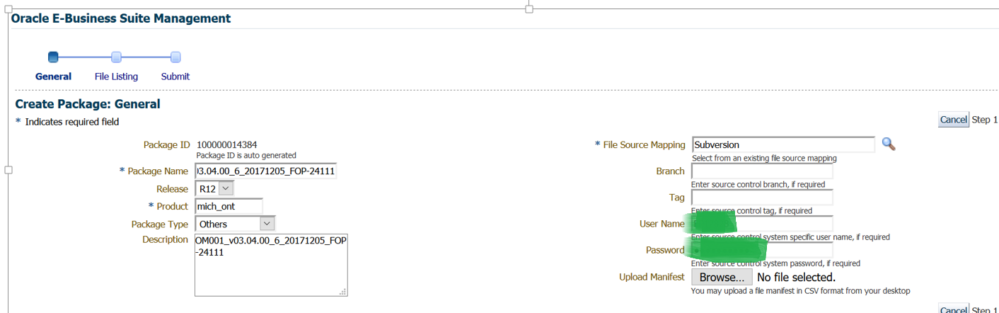 Oracle E-Business Suite Management
General File Listing Submit
Create Package: General
* Indicates required field
Cancel Step 1
Package ID 100000014384
Package ID is auto generated
* Package Name 03.04.00_6_20171205_FOP-24111
Release R12
* Product mich_ont
Package Type Others
Description OM001_v03.04.00_6_20171205_FOP
-24111
* File Source Mapping Subversion
Select from an existing file source mapping
Branch
Enter source control branch, if required
Tag
Enter source control tag, if required
User Name
Enter source control system specific user name, if required
Password
Enter source control system password, if required
Upload Manifest Browse... No file selected.
You may upload a file manifest in CSV format from your desktop
Cancel Step 1